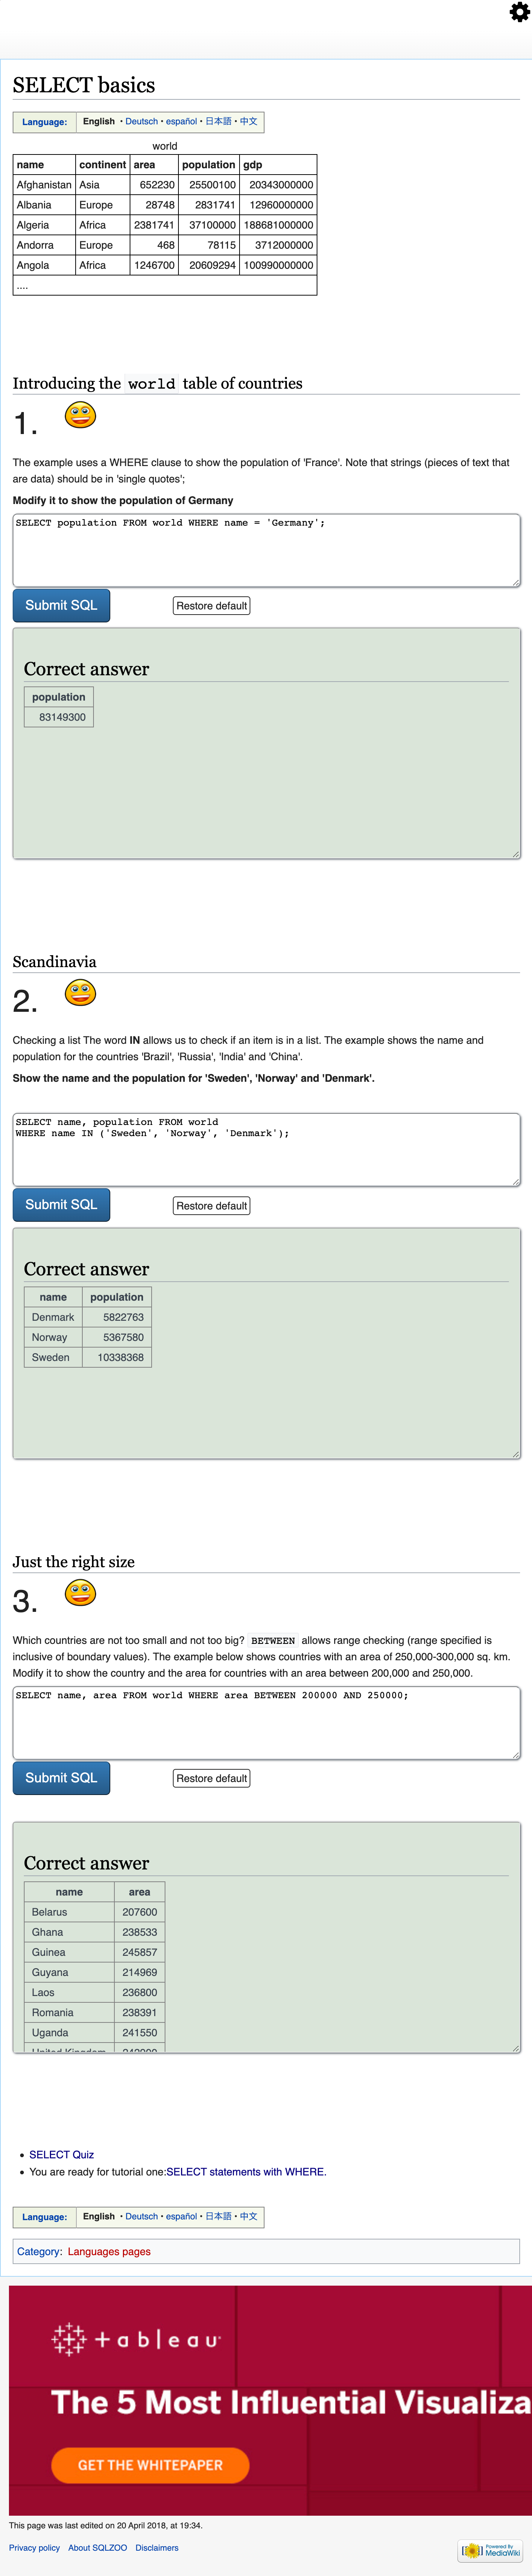 SELECT basics
Language: English • Deutsch • español • 日本語 • 中文
world
name continent area population gdp
Afghanistan Asia 652230 25500100 20343000000
Albania Europe 28748 2831741 12960000000
Algeria Africa 2381741 37100000 188681000000
Andorra Europe 468 78115 3712000000
Angola Africa 1246700 20609294 100990000000
....
Introducing the world table of countries
1.
The example uses a WHERE clause to show the population of 'France'. Note that strings (pieces of text that
are data) should be in 'single quotes';
Modify it to show the population of Germany
SELECT population FROM world WHERE name = 'Germany';
Submit SQL Restore default
Correct answer
population
83149300
Scandinavia
2.
Checking a list The word IN allows us to check if an item is in a list. The example shows the name and
population for the countries 'Brazil', 'Russia', 'India' and 'China'.
Show the name and the population for 'Sweden', 'Norway' and 'Denmark'.
SELECT name, population FROM world
WHERE name IN ('Sweden', 'Norway', 'Denmark');
Submit SQL Restore default
Correct answer
name population
Denmark 5822763
Norway 5367580
Sweden 10338368
Just the right size
3.
Which countries are not too small and not too big? BETWEEN allows range checking (range specified is
inclusive of boundary values). The example below shows countries with an area of 250,000-300,000 sq. km.
Modify it to show the country and the area for countries with an area between 200,000 and 250,000.
SELECT name, area FROM world WHERE area BETWEEN 200000 AND 250000;
Submit SQL Restore default
Correct answer
name area
Belarus 207600
Ghana 238533
Guinea 245857
Guyana 214969
Laos 236800
Romania 238391
Uganda 241550
United Kingdom
• SELECT Quiz
• You are ready for tutorial one:SELECT statements with WHERE.
Language: English • Deutsch • español • 日本語 • 中文
Category: Languages pages
+ableau
The 5 Most Influential Visualiza
GET THE WHITEPAPER
This page was last edited on 20 April 2018, at 19:34.
Privacy policy About SQLZOO Disclaimers
Powered By
MediaWiki